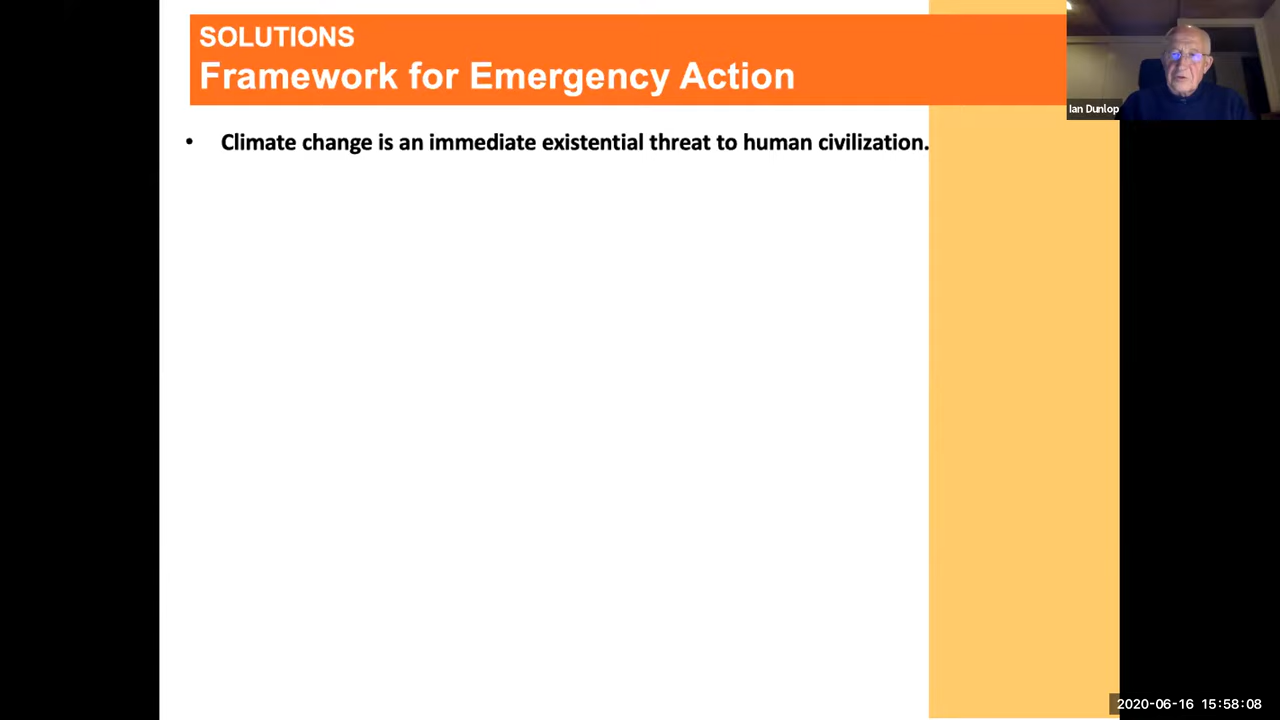 SOLUTIONS
Framework for Emergency Action
Ian Dunlop
• Climate change is an immediate existential threat to human civilization.
2020-06-16 15:58:08